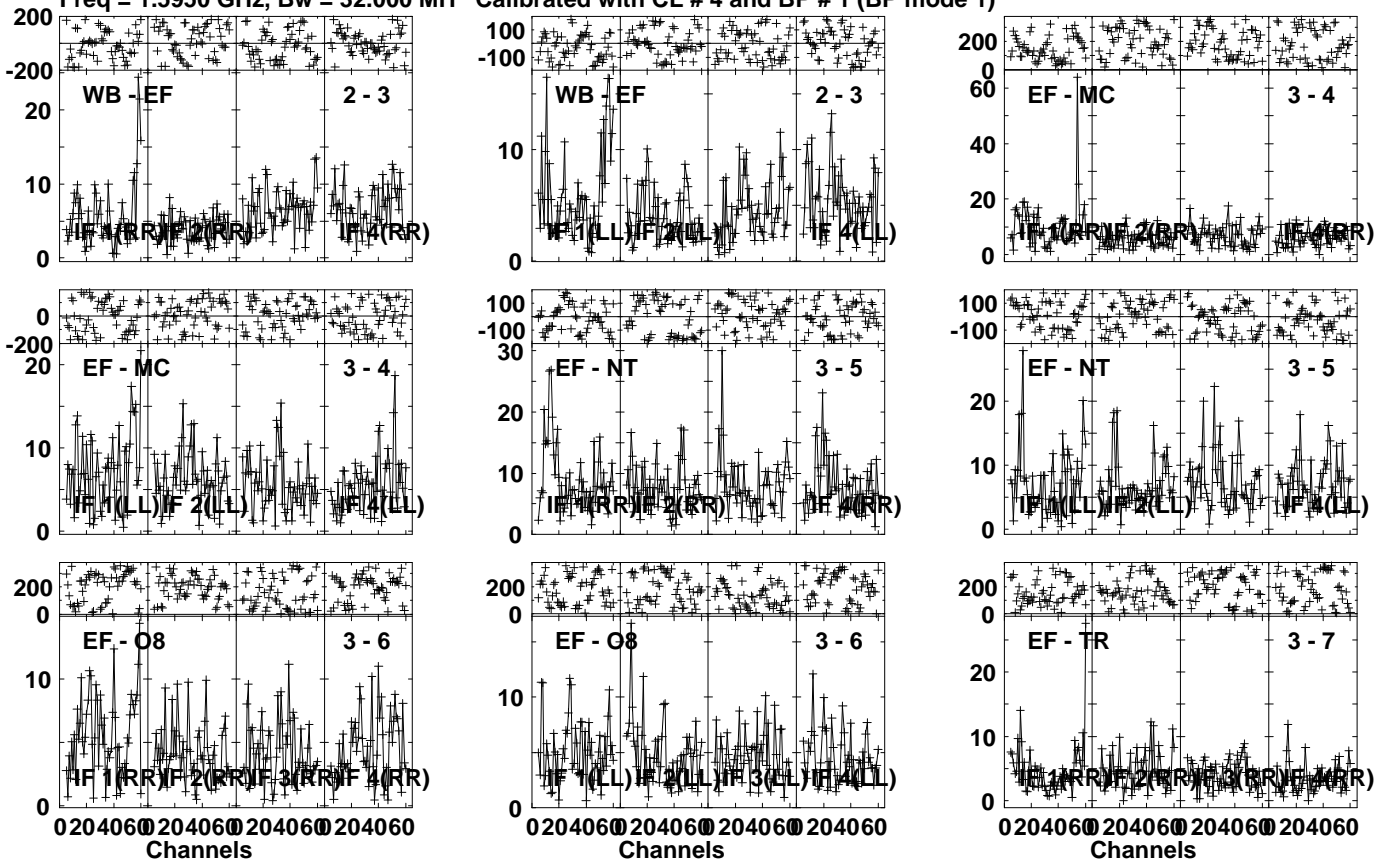 Freq = 1.5950 GHz, Bw = 32.000 MH Calibrated with CL # 4 and BP # 1 (BP mode 1)
200
-200
20
10
0
WB - EF 2 - 3
IF 1(RR) IF 2(RR) IF 4(RR)
100
-100
10
0
WB - EF 2 - 3
IF 1(LL) IF 2(LL) IF 4(LL)
200
0
60
40
20
0
EF - MC 3 - 4
IF 1(RR) IF 2(RR) IF 4(RR)
0
-200
20
10
0
EF - MC 3 - 4
IF 1(LL) IF 2(LL) IF 4(LL)
100
-100
30
20
10
0
EF - NT 3 - 5
IF 1(RR) IF 2(RR) IF 4(RR)
100
-100
20
10
0
EF - NT 3 - 5
IF 1(LL) IF 2(LL) IF 4(LL)
200
0
10
0
EF - O8 3 - 6
IF 1(RR) IF 2(RR) IF 3(RR) IF 4(RR)
0 20 40 60 0 20 40 60 0 20 40 60 0 20 40 60
Channels
200
0
10
0
EF - O8 3 - 6
IF 1(LL) IF 2(LL) IF 3(LL) IF 4(LL)
0 20 40 60 0 20 40 60 0 20 40 60 0 20 40 60
Channels
200
0
20
10
0
EF - TR 3 - 7
IF 1(RR) IF 2(RR) IF 3(RR) IF 4(RR)
0 20 40 60 0 20 40 60 0 20 40 60 0 20 40 60
Channels